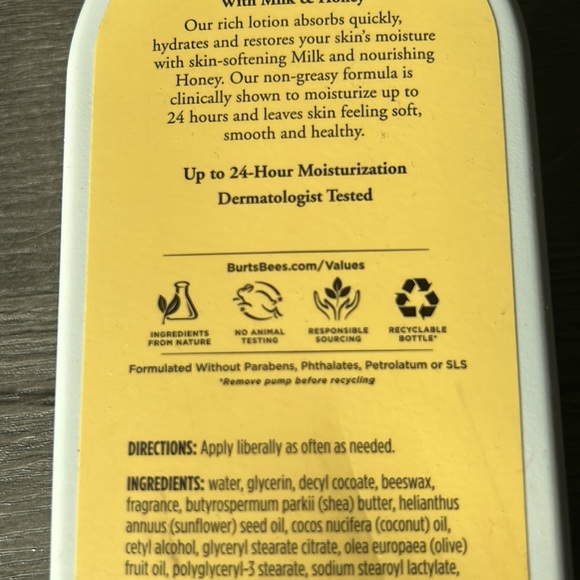 with Milk & Honey
Our rich lotion absorbs quickly,
hydrates and restores your skin's moisture
with skin-softening Milk and nourishing
Honey. Our non-greasy formula is
clinically shown to moisturize up to
24 hours and leaves skin feeling soft,
smooth and healthy.
Up to 24-Hour Moisturization
Dermatologist Tested
BurtsBees.com/Values
INGREDIENTS
FROM NATURE
NO ANIMAL
TESTING
RESPONSIBLE
SOURCING
RECYCLABLE
BOTTLE*
Formulated Without Parabens, Phthalates, Petrolatum or SLS
*Remove pump before recycling
DIRECTIONS: Apply liberally as often as needed.
INGREDIENTS: water, glycerin, decyl cocoate, beeswax,
fragrance, butyrospermum parkii (shea) butter, helianthus
annuus (sunflower) seed oil, cocos nucifera (coconut) oil,
cetyl alcohol, glyceryl stearate citrate, olea europaea (olive)
fruit oil, polyglyceryl-3 stearate, sodium stearoyl lactylate,